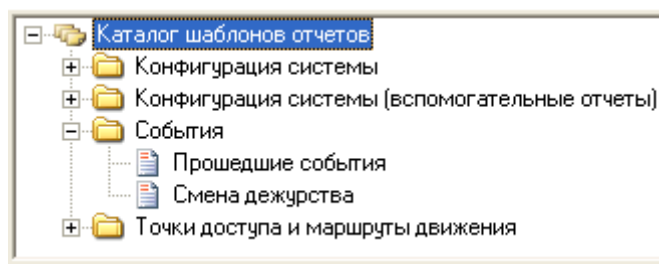 Каталог шаблонов отчетов
Конфигурация системы
Конфигурация системы (вспомогательные отчеты)
События
Прошедшие события
Смена дежурства
Точки доступа и маршруты движения